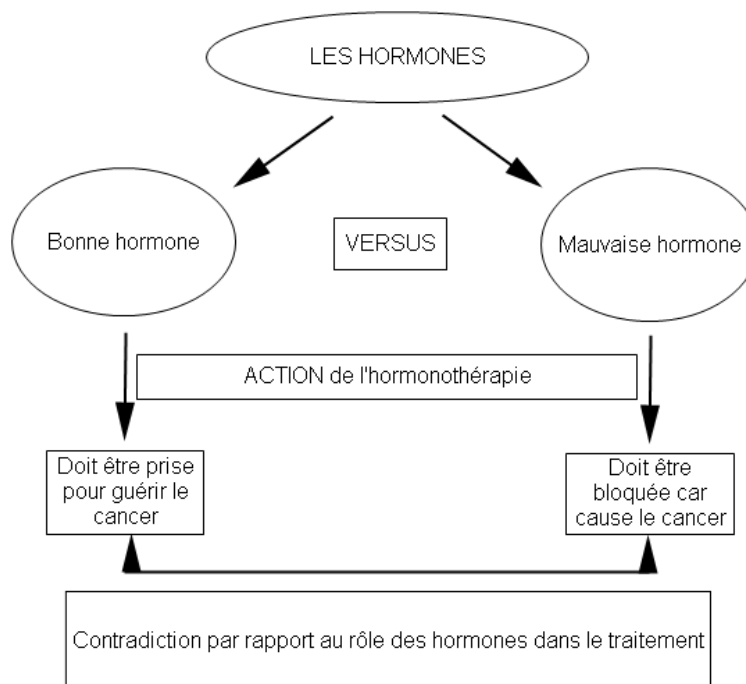 LES HORMONES
Bonne hormone
VERSUS
Mauvaise hormone
ACTION de l'hormonothérapie
Doit être prise
pour guérir le
cancer
Doit être
bloquée car
cause le cancer
Contradiction par rapport au rôle des hormones dans le traitement